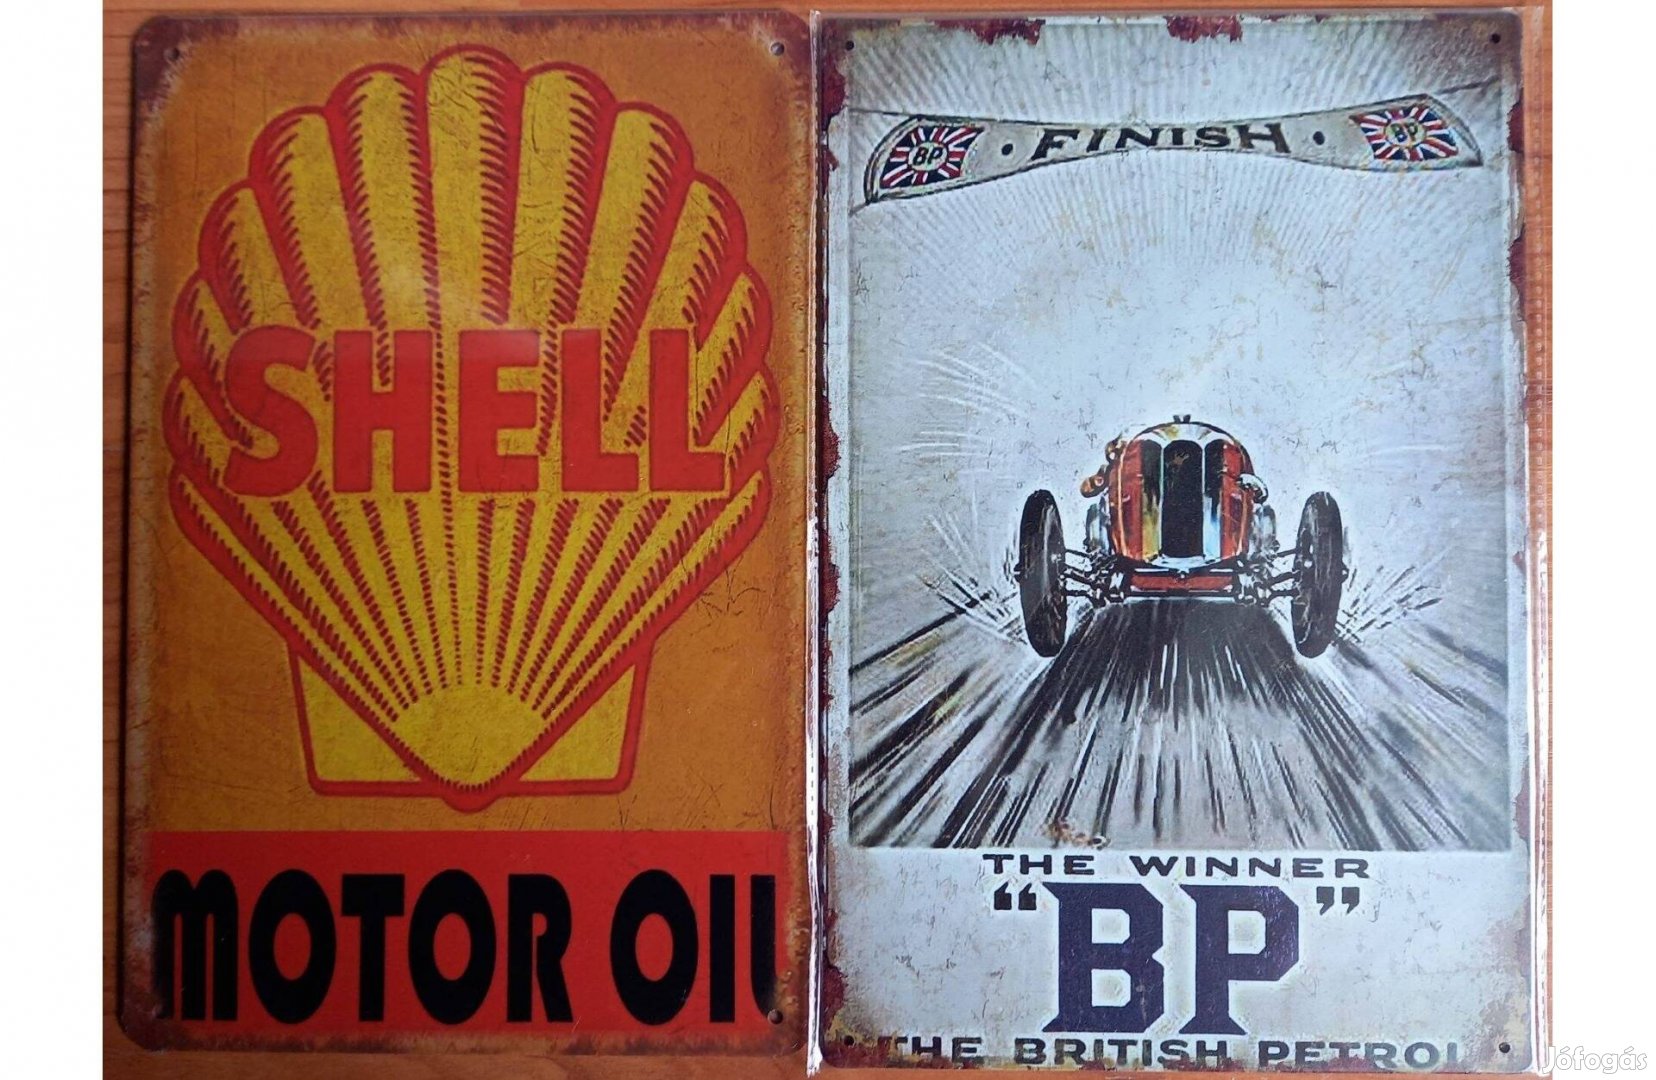 SHELL
MOTOR OIL
BP · FINISH · BP
THE WINNER
"BP"
THE BRITISH PETROL
Jófogás